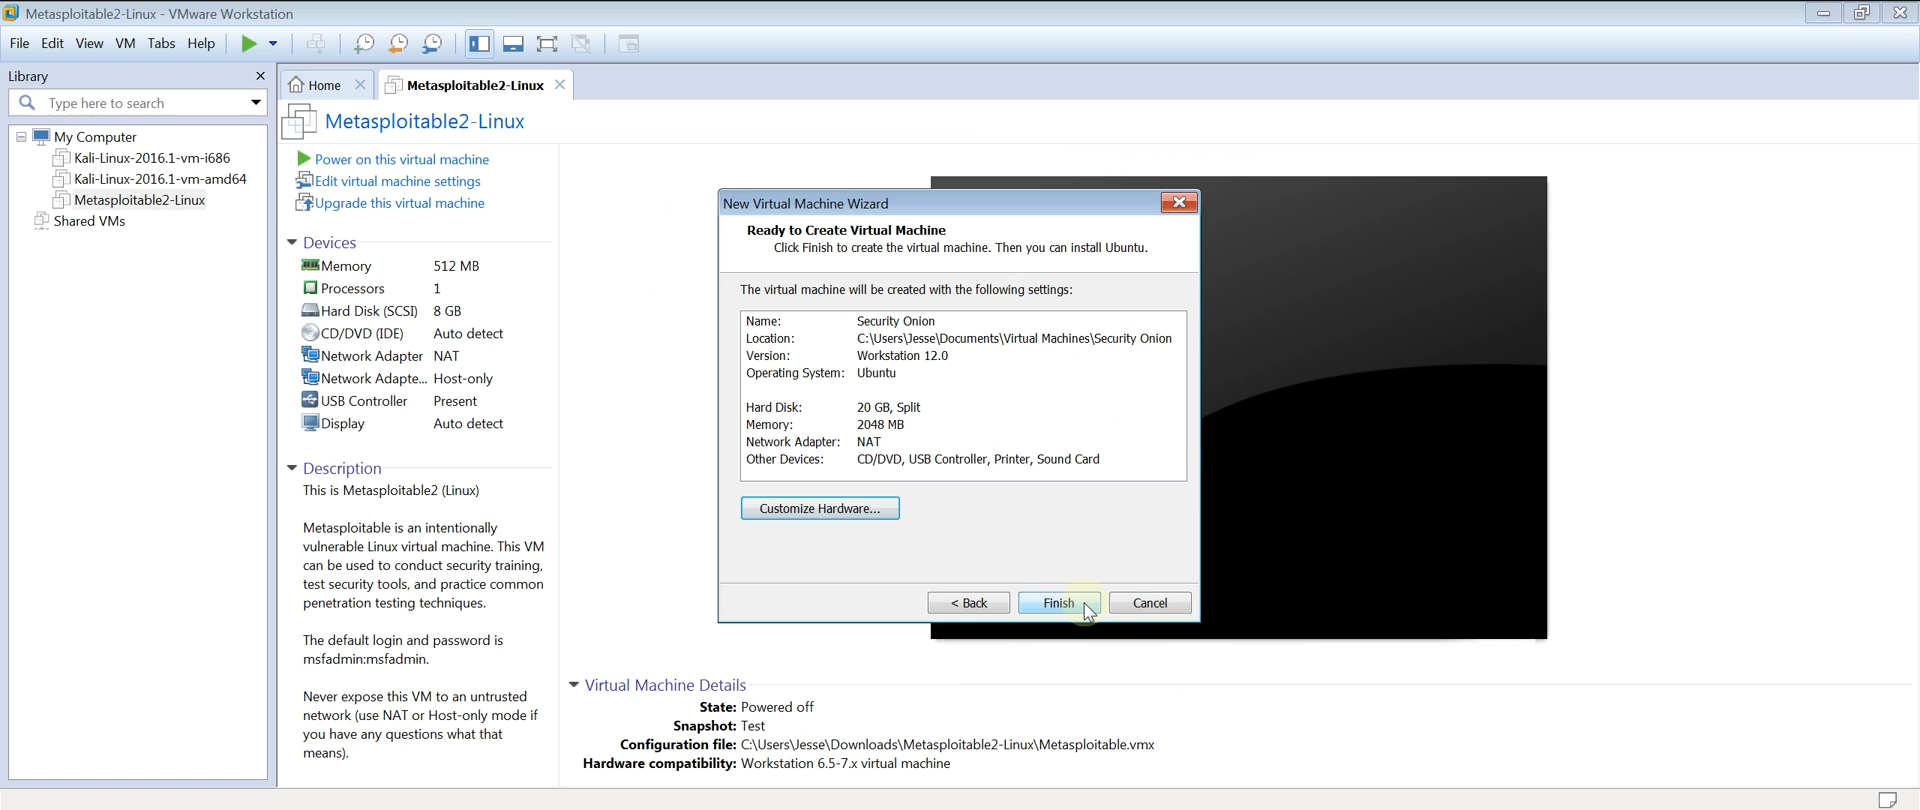 Metasploitable2-Linux - VMware Workstation
File Edit View VM Tabs Help
Library
Type here to search
My Computer
Kali-Linux-2016.1-vm-i686
Kali-Linux-2016.1-vm-amd64
Metasploitable2-Linux
Shared VMs
Home
Metasploitable2-Linux
Metasploitable2-Linux
Power on this virtual machine
Edit virtual machine settings
Upgrade this virtual machine
Devices
Memory 512 MB
Processors 1
Hard Disk (SCSI) 8 GB
CD/DVD (IDE) Auto detect
Network Adapter NAT
Network Adapte... Host-only
USB Controller Present
Display Auto detect
Description
This is Metasploitable2 (Linux)
Metasploitable is an intentionally
vulnerable Linux virtual machine. This VM
can be used to conduct security training,
test security tools, and practice common
penetration testing techniques.
The default login and password is
msfadmin:msfadmin.
Never expose this VM to an untrusted
network (use NAT or Host-only mode if
you have any questions what that
means).
New Virtual Machine Wizard
Ready to Create Virtual Machine
Click Finish to create the virtual machine. Then you can install Ubuntu.
The virtual machine will be created with the following settings:
Name: Security Onion
Location: C:\Users\Jesse\Documents\Virtual Machines\Security Onion
Version: Workstation 12.0
Operating System: Ubuntu
Hard Disk: 20 GB, Split
Memory: 2048 MB
Network Adapter: NAT
Other Devices: CD/DVD, USB Controller, Printer, Sound Card
Customize Hardware...
< Back Finish Cancel
Virtual Machine Details
State: Powered off
Snapshot: Test
Configuration file: C:\Users\Jesse\Downloads\Metasploitable2-Linux\Metasploitable.vmx
Hardware compatibility: Workstation 6.5-7.x virtual machine